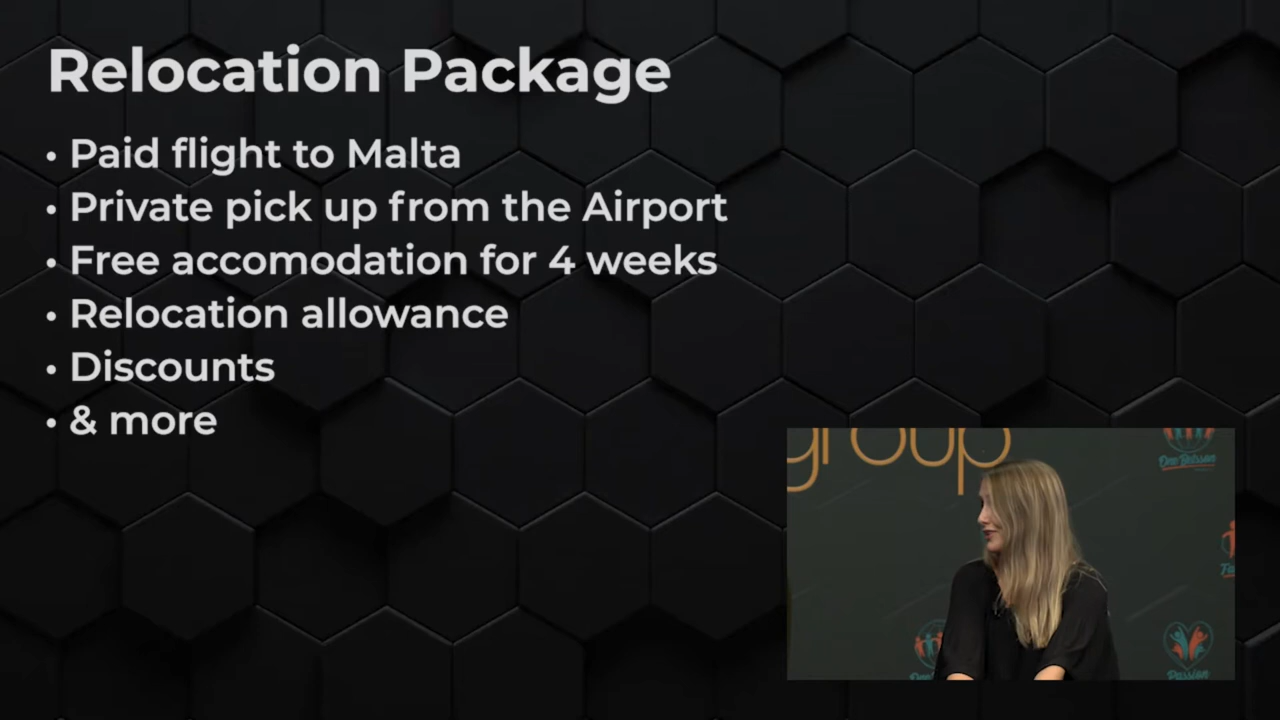 Relocation Package
• Paid flight to Malta
• Private pick up from the Airport
• Free accomodation for 4 weeks
• Relocation allowance
• Discounts
• & more
group
Passion